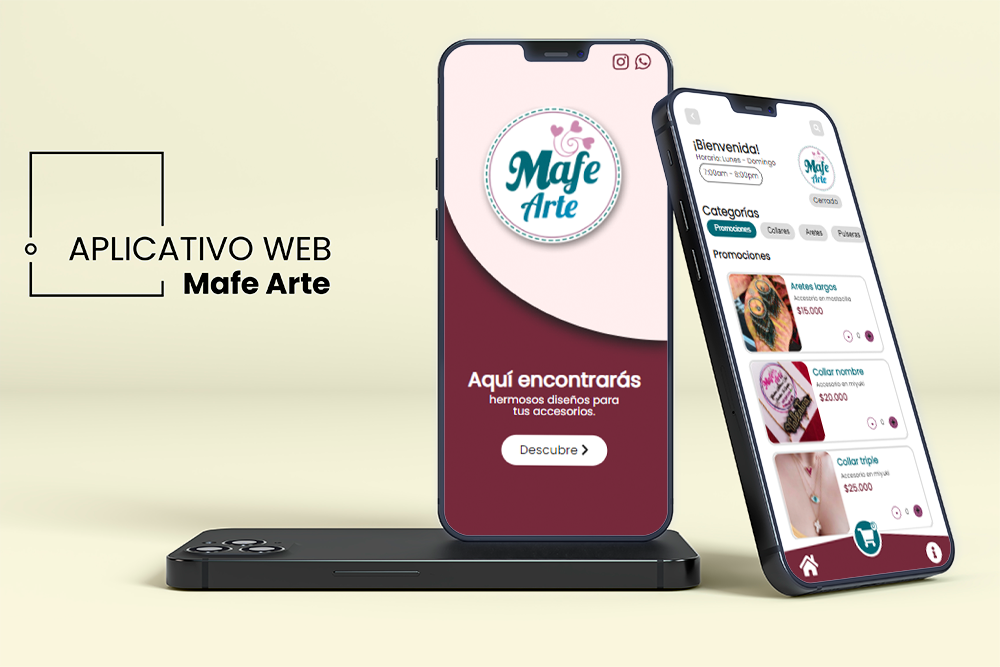 APLICATIVO WEB
Mafe Arte
Mafe
Arte
Aquí encontrarás
hermosos diseños para
tus accesorios.
Descubre
¡Bienvenida!
Horario: Lunes - Domingo
7:00am - 8:00pm
Mafe
Arte
Cerrado
Categorías
Promociones Collares Aretes Pulseras
Promociones
Aretes largos
Accesorio en mostacilla
$15.000
0
Collar nombre
Accesorio en miyuki
$20.000
0
Collar triple
Accesorio en miyuki
$25.000
0